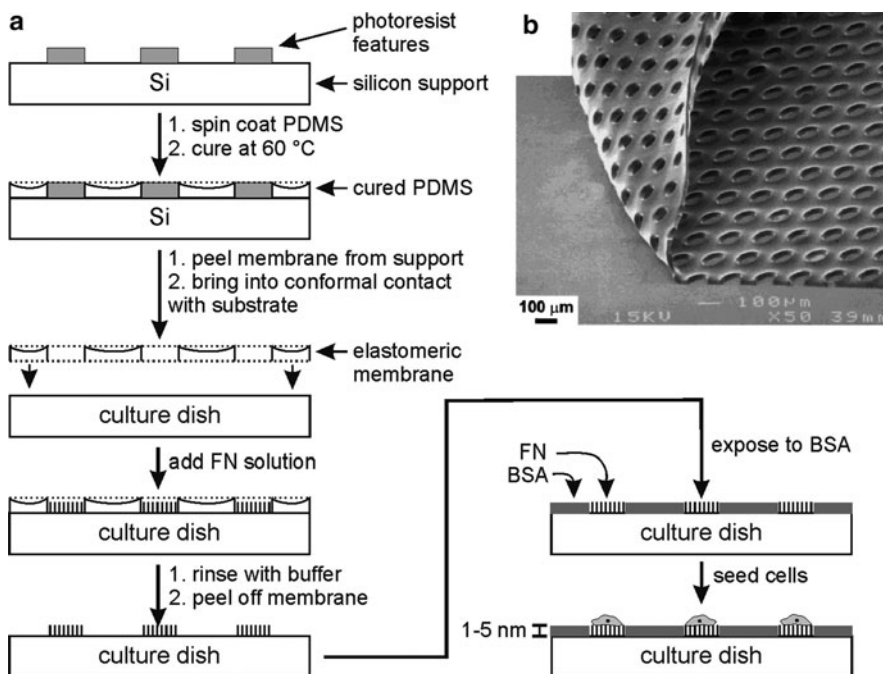 a
photoresist
features
Si
silicon support
1. spin coat PDMS
2. cure at 60 °C
cured PDMS
Si
1. peel membrane from support
2. bring into conformal contact
with substrate
elastomeric
membrane
culture dish
add FN solution
culture dish
1. rinse with buffer
2. peel off membrane
culture dish
b
100 μm
100μm
15KV
X50 39mm
expose to BSA
FN
BSA
culture dish
seed cells
1-5 nm
culture dish